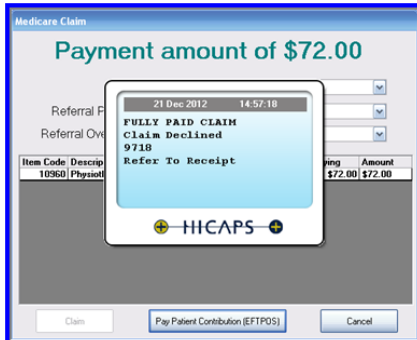 Medicare Claim
Payment amount of $72.00
21 Dec 2012 14:57:18
FULLY PAID CLAIM
Claim Declined
9718
Refer To Receipt
Referral P
Referral Ove
Item Code Descrip ying Amount
10960 Physiotl $72.00 $72.00
HICAPS
Claim Pay Patient Contribution (EFTPOS) Cancel